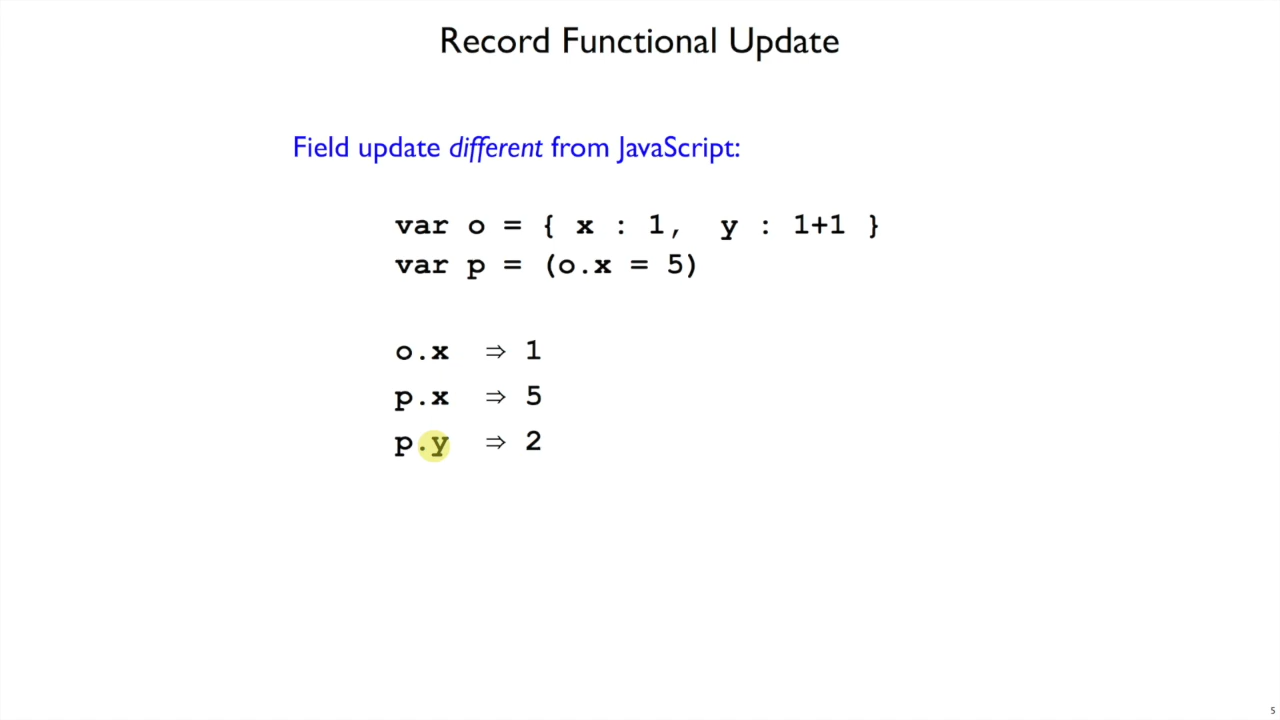 Record Functional Update
Field update different from JavaScript:
var o = { x : 1, y : 1+1 }
var p = (o.x = 5)
o.x ⇒ 1
p.x ⇒ 5
p.y ⇒ 2
5